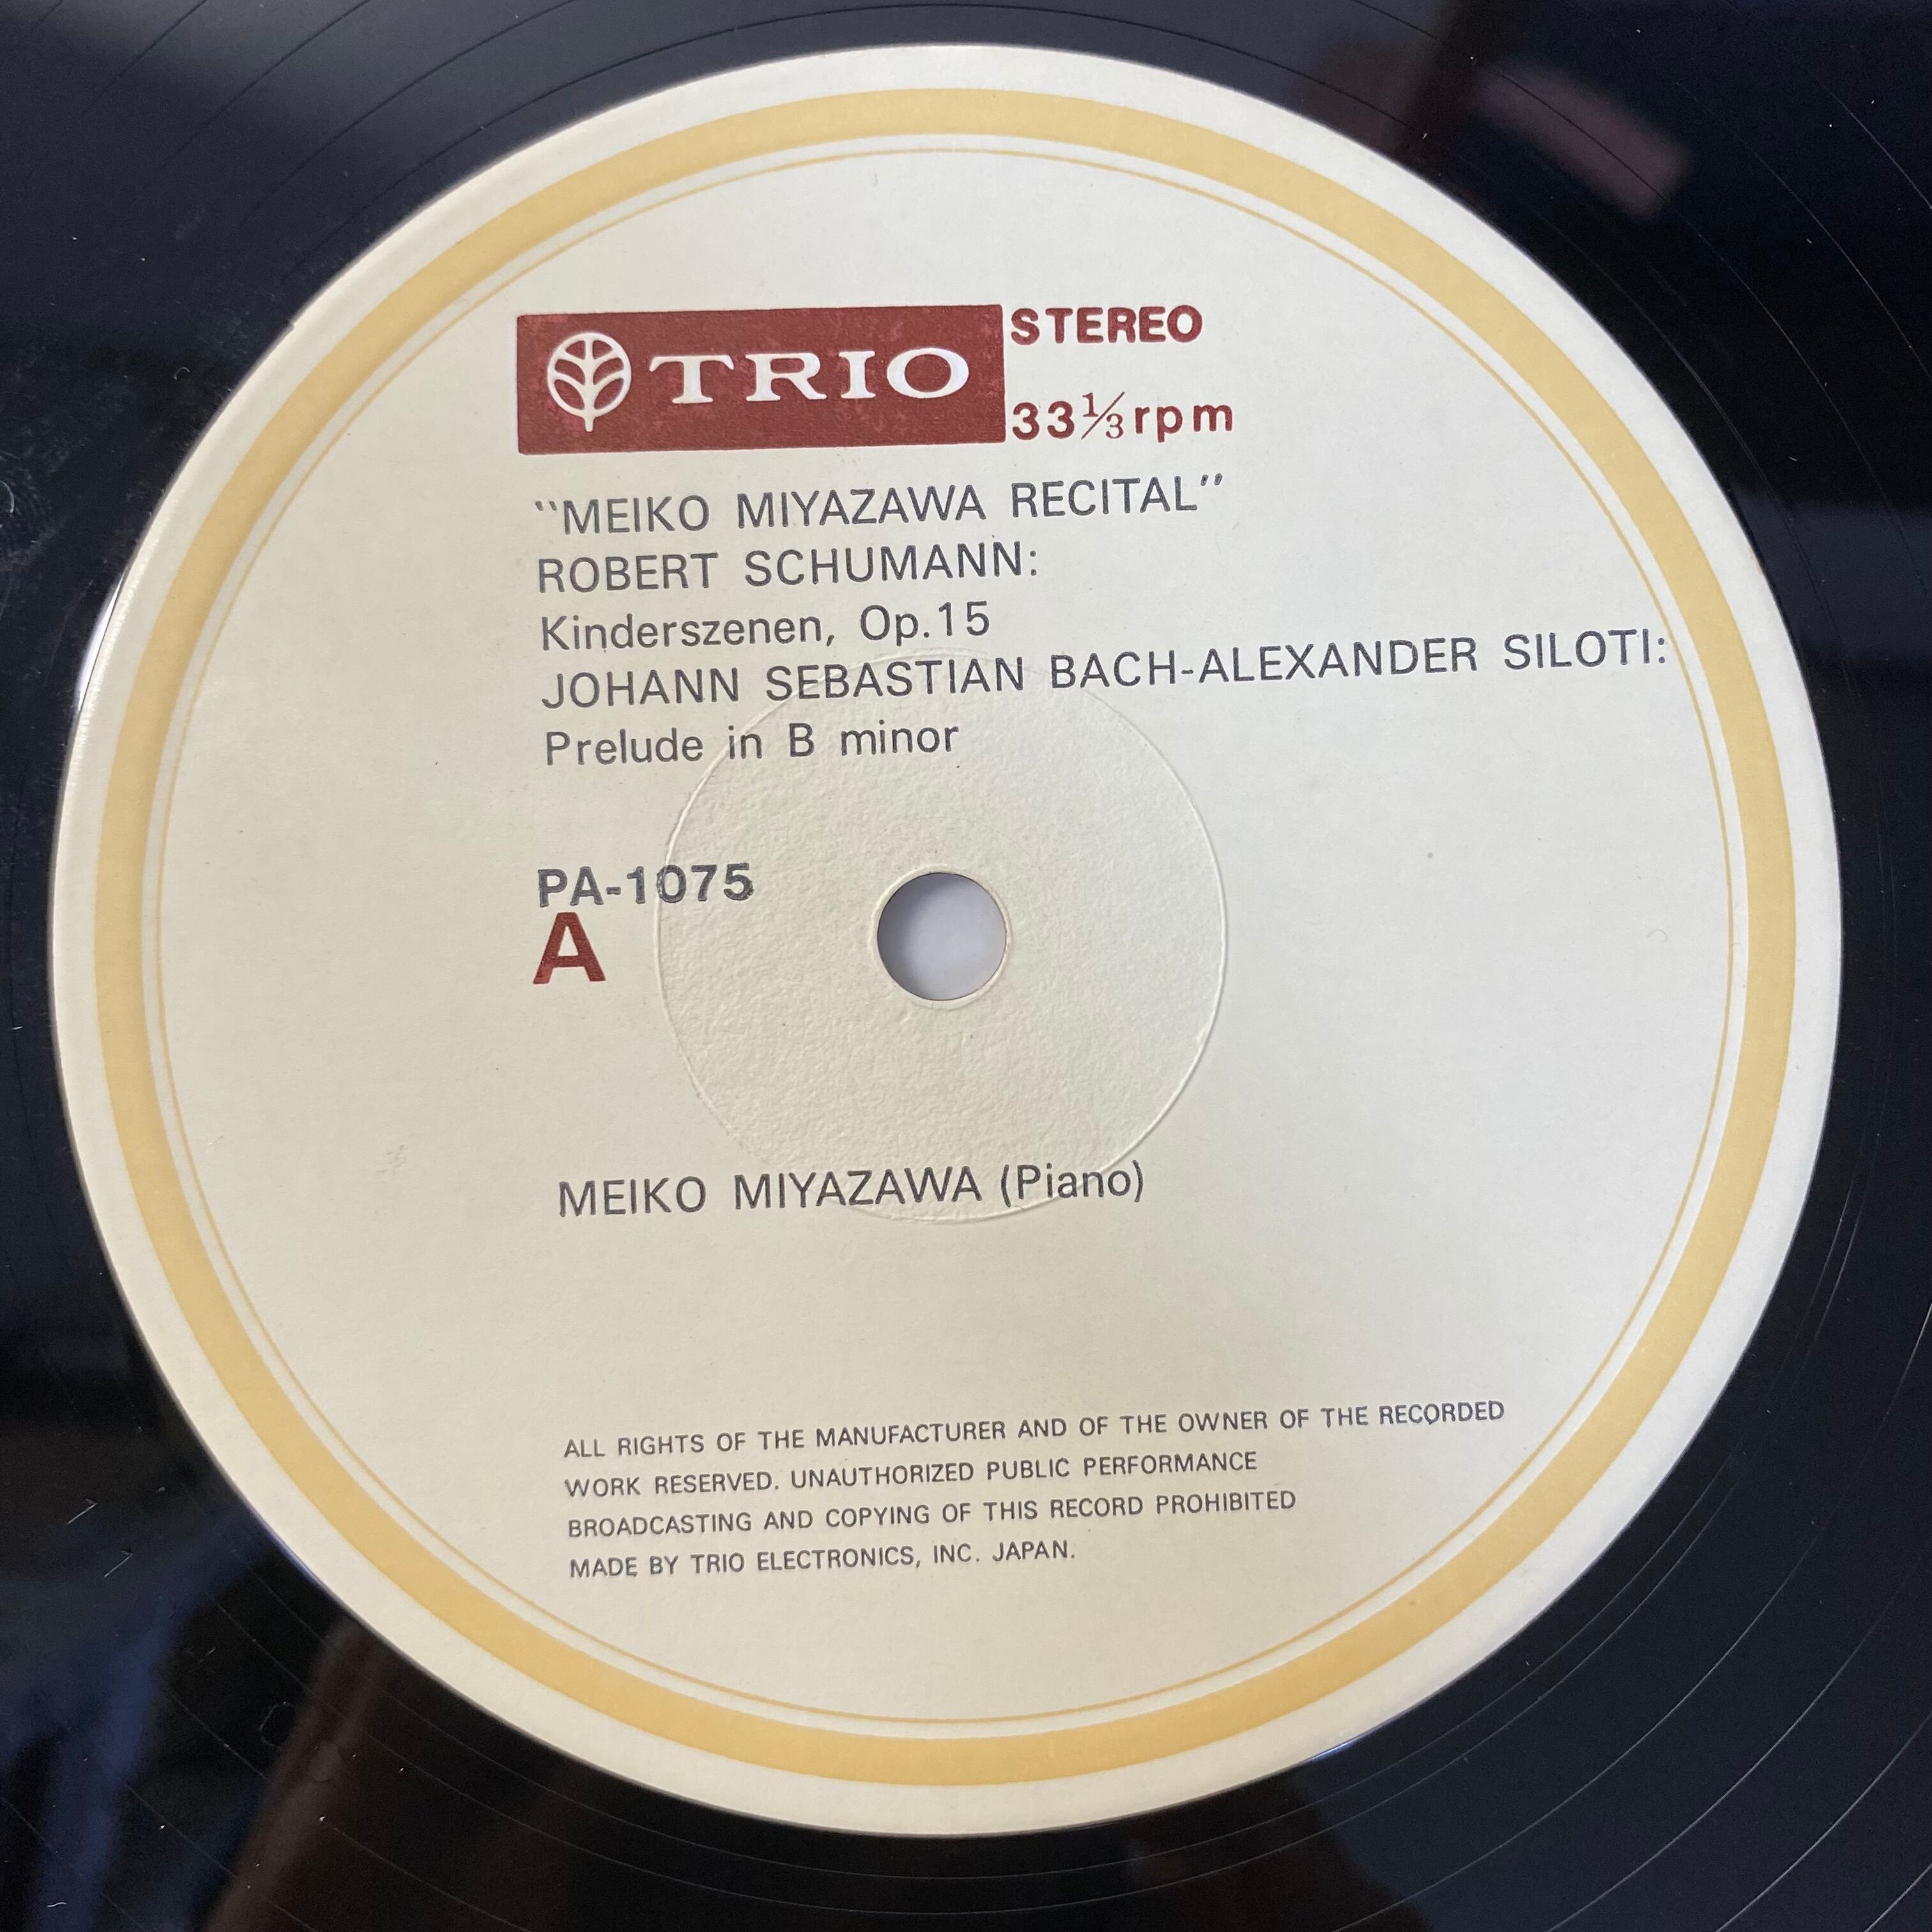 TRIO STEREO
33⅓rpm
"MEIKO MIYAZAWA RECITAL"
ROBERT SCHUMANN:
Kinderszenen, Op.15
JOHANN SEBASTIAN BACH-ALEXANDER SILOTI:
Prelude in B minor
PA-1075
A
MEIKO MIYAZAWA (Piano)
ALL RIGHTS OF THE MANUFACTURER AND OF THE OWNER OF THE RECORDED
WORK RESERVED. UNAUTHORIZED PUBLIC PERFORMANCE
BROADCASTING AND COPYING OF THIS RECORD PROHIBITED
MADE BY TRIO ELECTRONICS, INC. JAPAN.